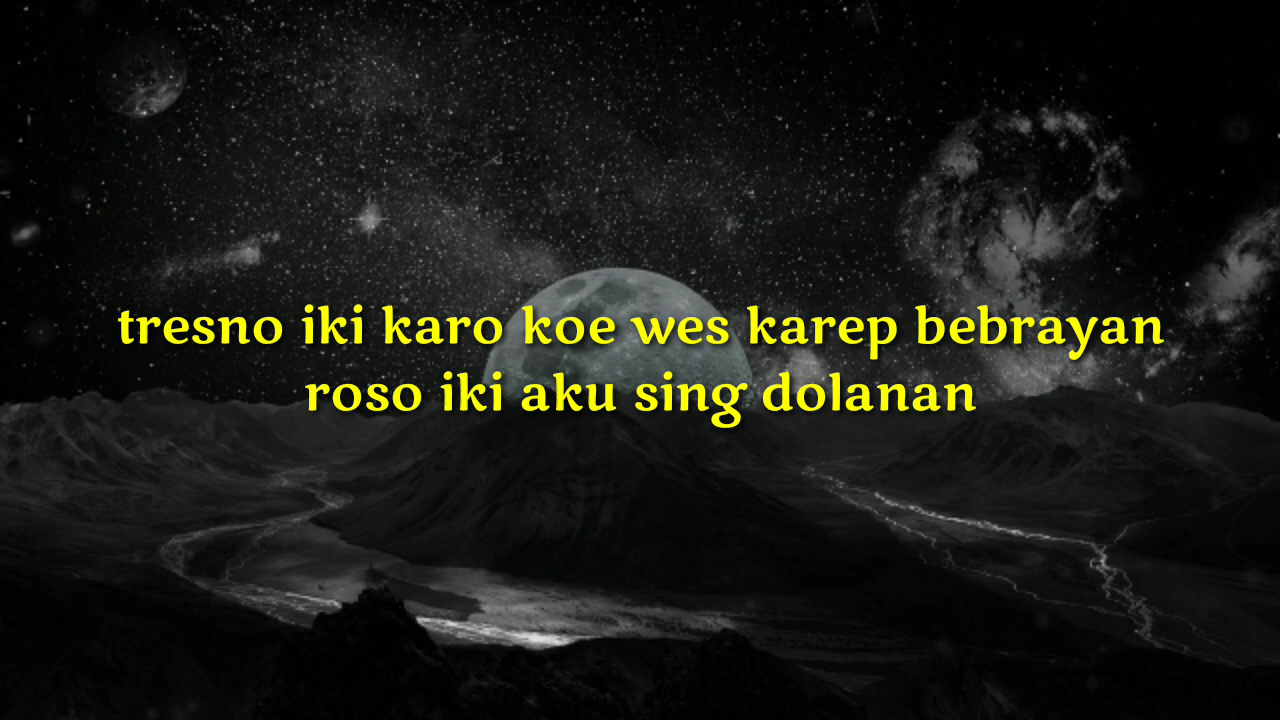 tresno iki karo koe wes karep bebrayan
roso iki aku sing dolanan